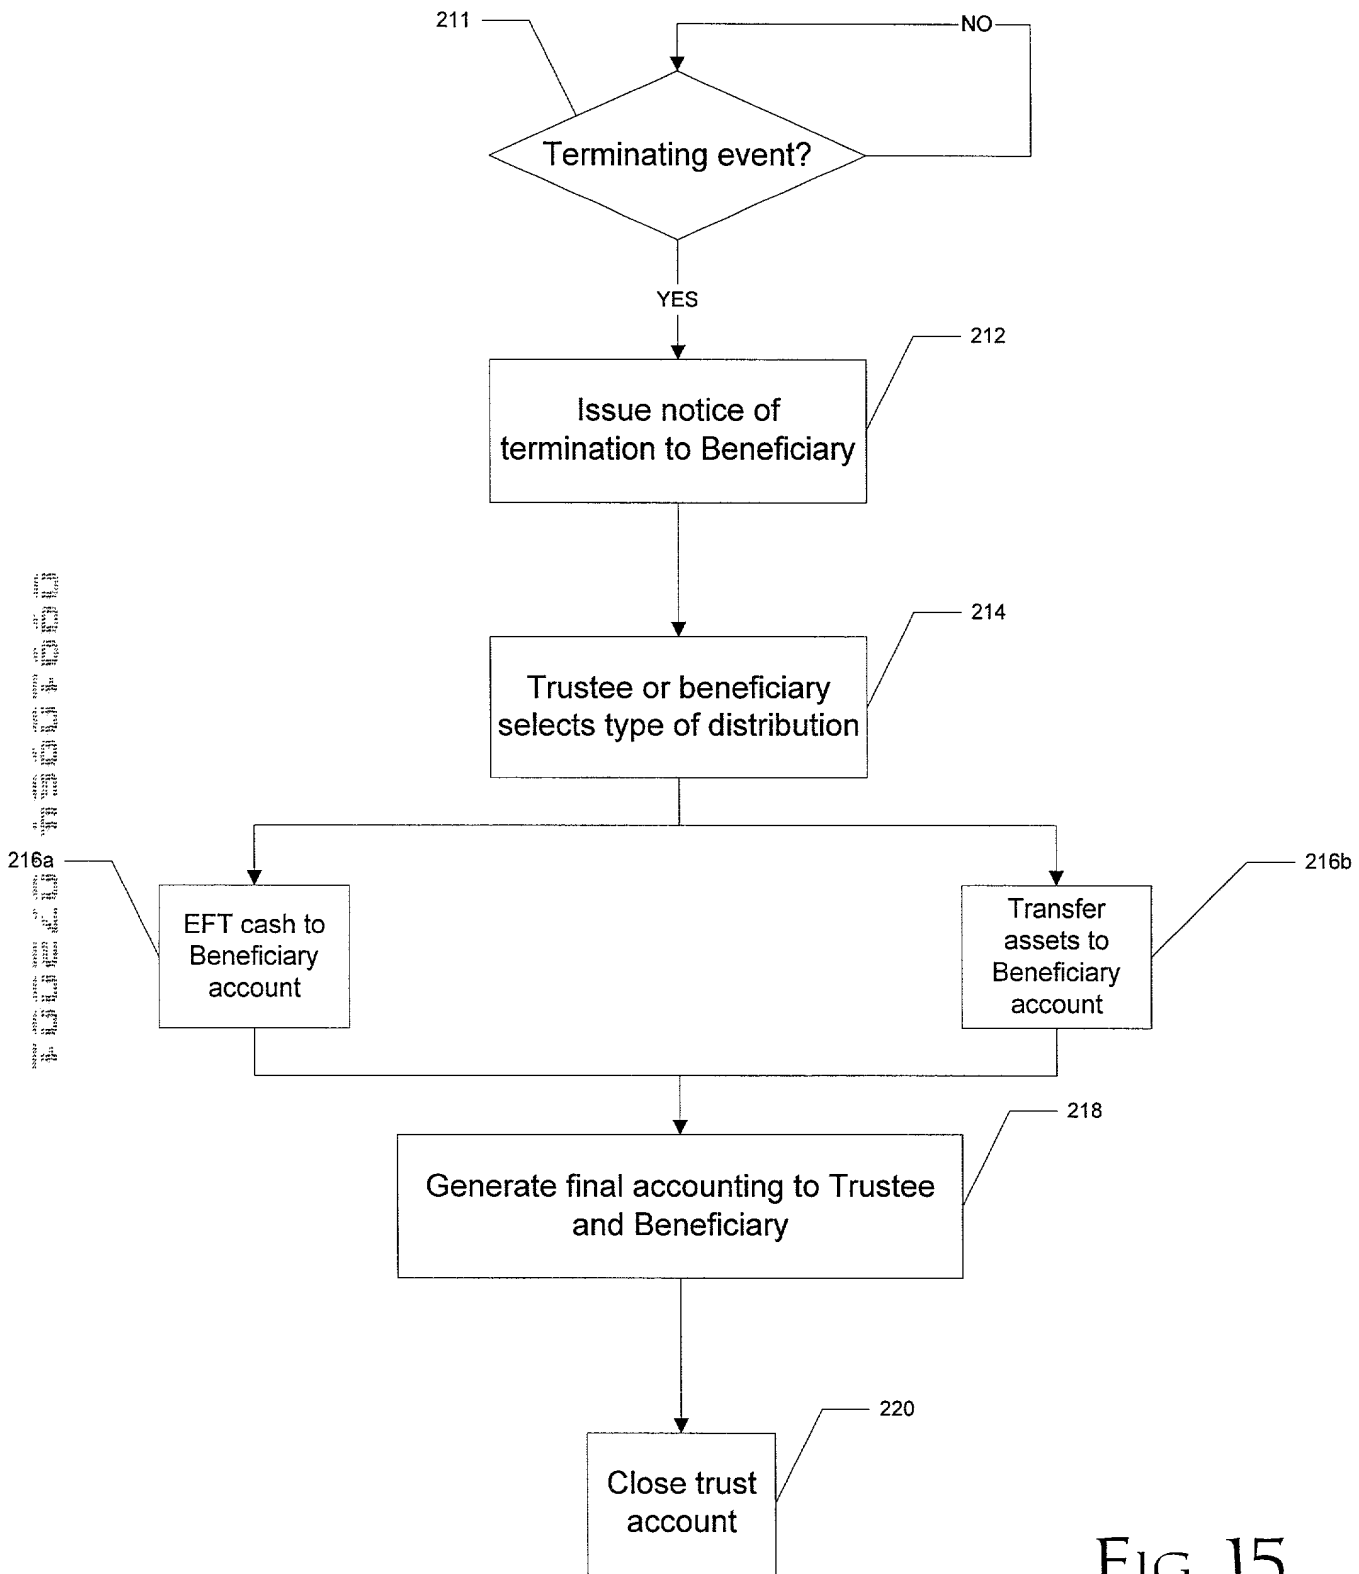 211
NO
Terminating event?
YES
212
Issue notice of
termination to Beneficiary
214
Trustee or beneficiary
selects type of distribution
216a
216b
EFT cash to
Beneficiary
account
Transfer
assets to
Beneficiary
account
218
Generate final accounting to Trustee
and Beneficiary
220
Close trust
account
FIG. 15